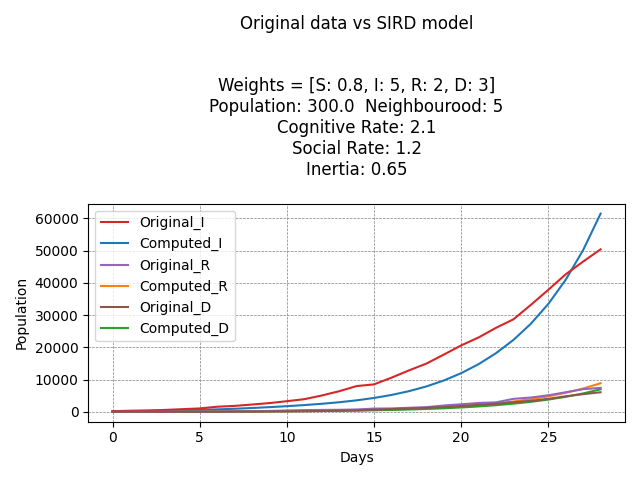 Original data vs SIRD model
Weights = [S: 0.8, I: 5, R: 2, D: 3]
Population: 300.0  Neighbourood: 5
Cognitive Rate: 2.1
Social Rate: 1.2
Inertia: 0.65
Original_I
Computed_I
Original_R
Computed_R
Original_D
Computed_D
60000
50000
40000
30000
20000
10000
0
Population
0 5 10 15 20 25
Days